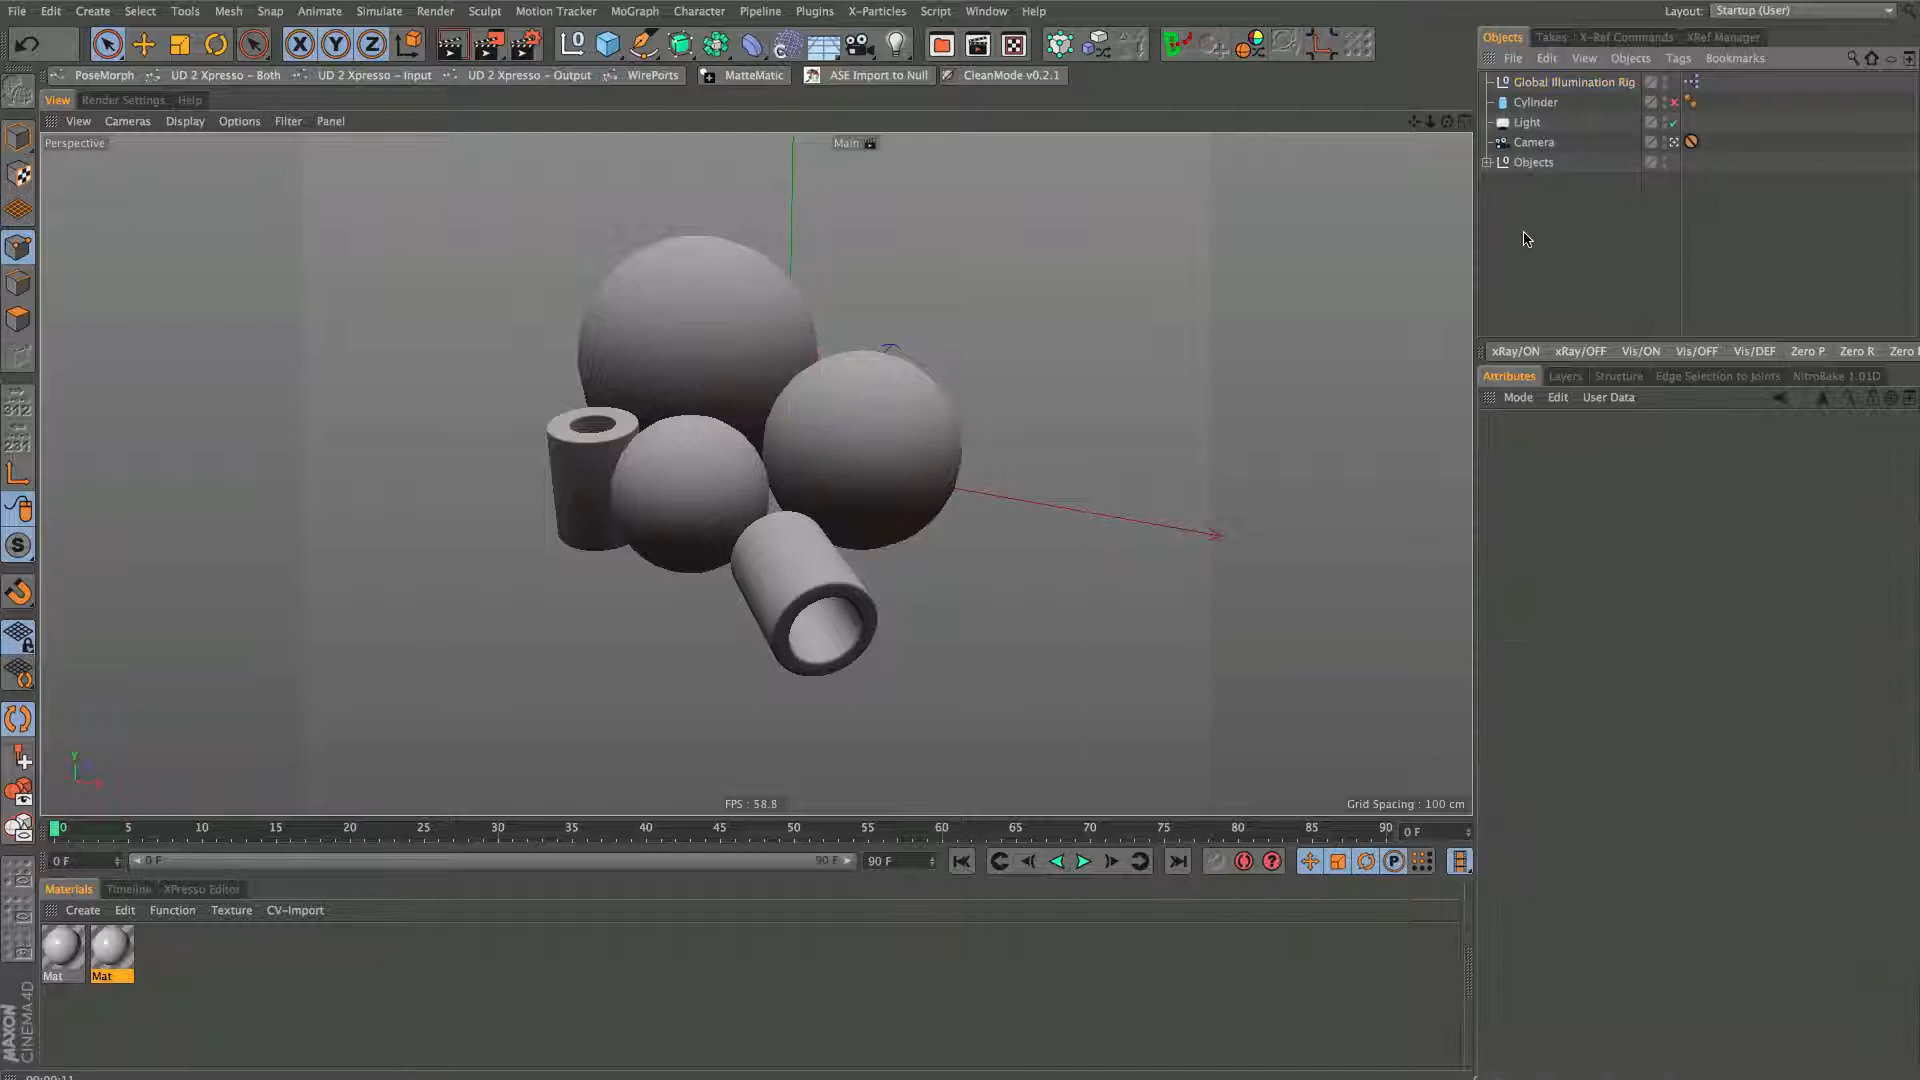 File Edit Create Select Tools Mesh Snap Animate Simulate Render Sculpt Motion Tracker MoGraph Character Pipeline Plugins X-Particles Script Window Help Layout: Startup (User)
PoseMorph UD 2 Xpresso - Both UD 2 Xpresso - Input UD 2 Xpresso - Output WirePorts MatteMatic ASE Import to Null CleanMode v0.2.1
Objects Takes X-Ref Commands XRef Manager
File Edit View Objects Tags Bookmarks
View Render Settings Help
View Cameras Display Options Filter Panel
Perspective Main
Global Illumination Rig
Cylinder
Light
Camera
Objects
xRay/ON xRay/OFF Vis/ON Vis/OFF Vis/DEF Zero P Zero R Zero
Attributes Layers Structure Edge Selection to Joints NitroBake 1.01D
Mode Edit User Data
X Y Z
312
231
S
Y
FPS : 58.8 Grid Spacing : 100 cm
0 5 10 15 20 25 30 35 40 45 50 55 60 65 70 75 80 85 90 0 F
0 F 0 F 90 F 90 F P
Materials Timeline XPresso Editor
Create Edit Function Texture CV-Import
Mat Mat
MAXON
CINEMA 4D
00:00:11